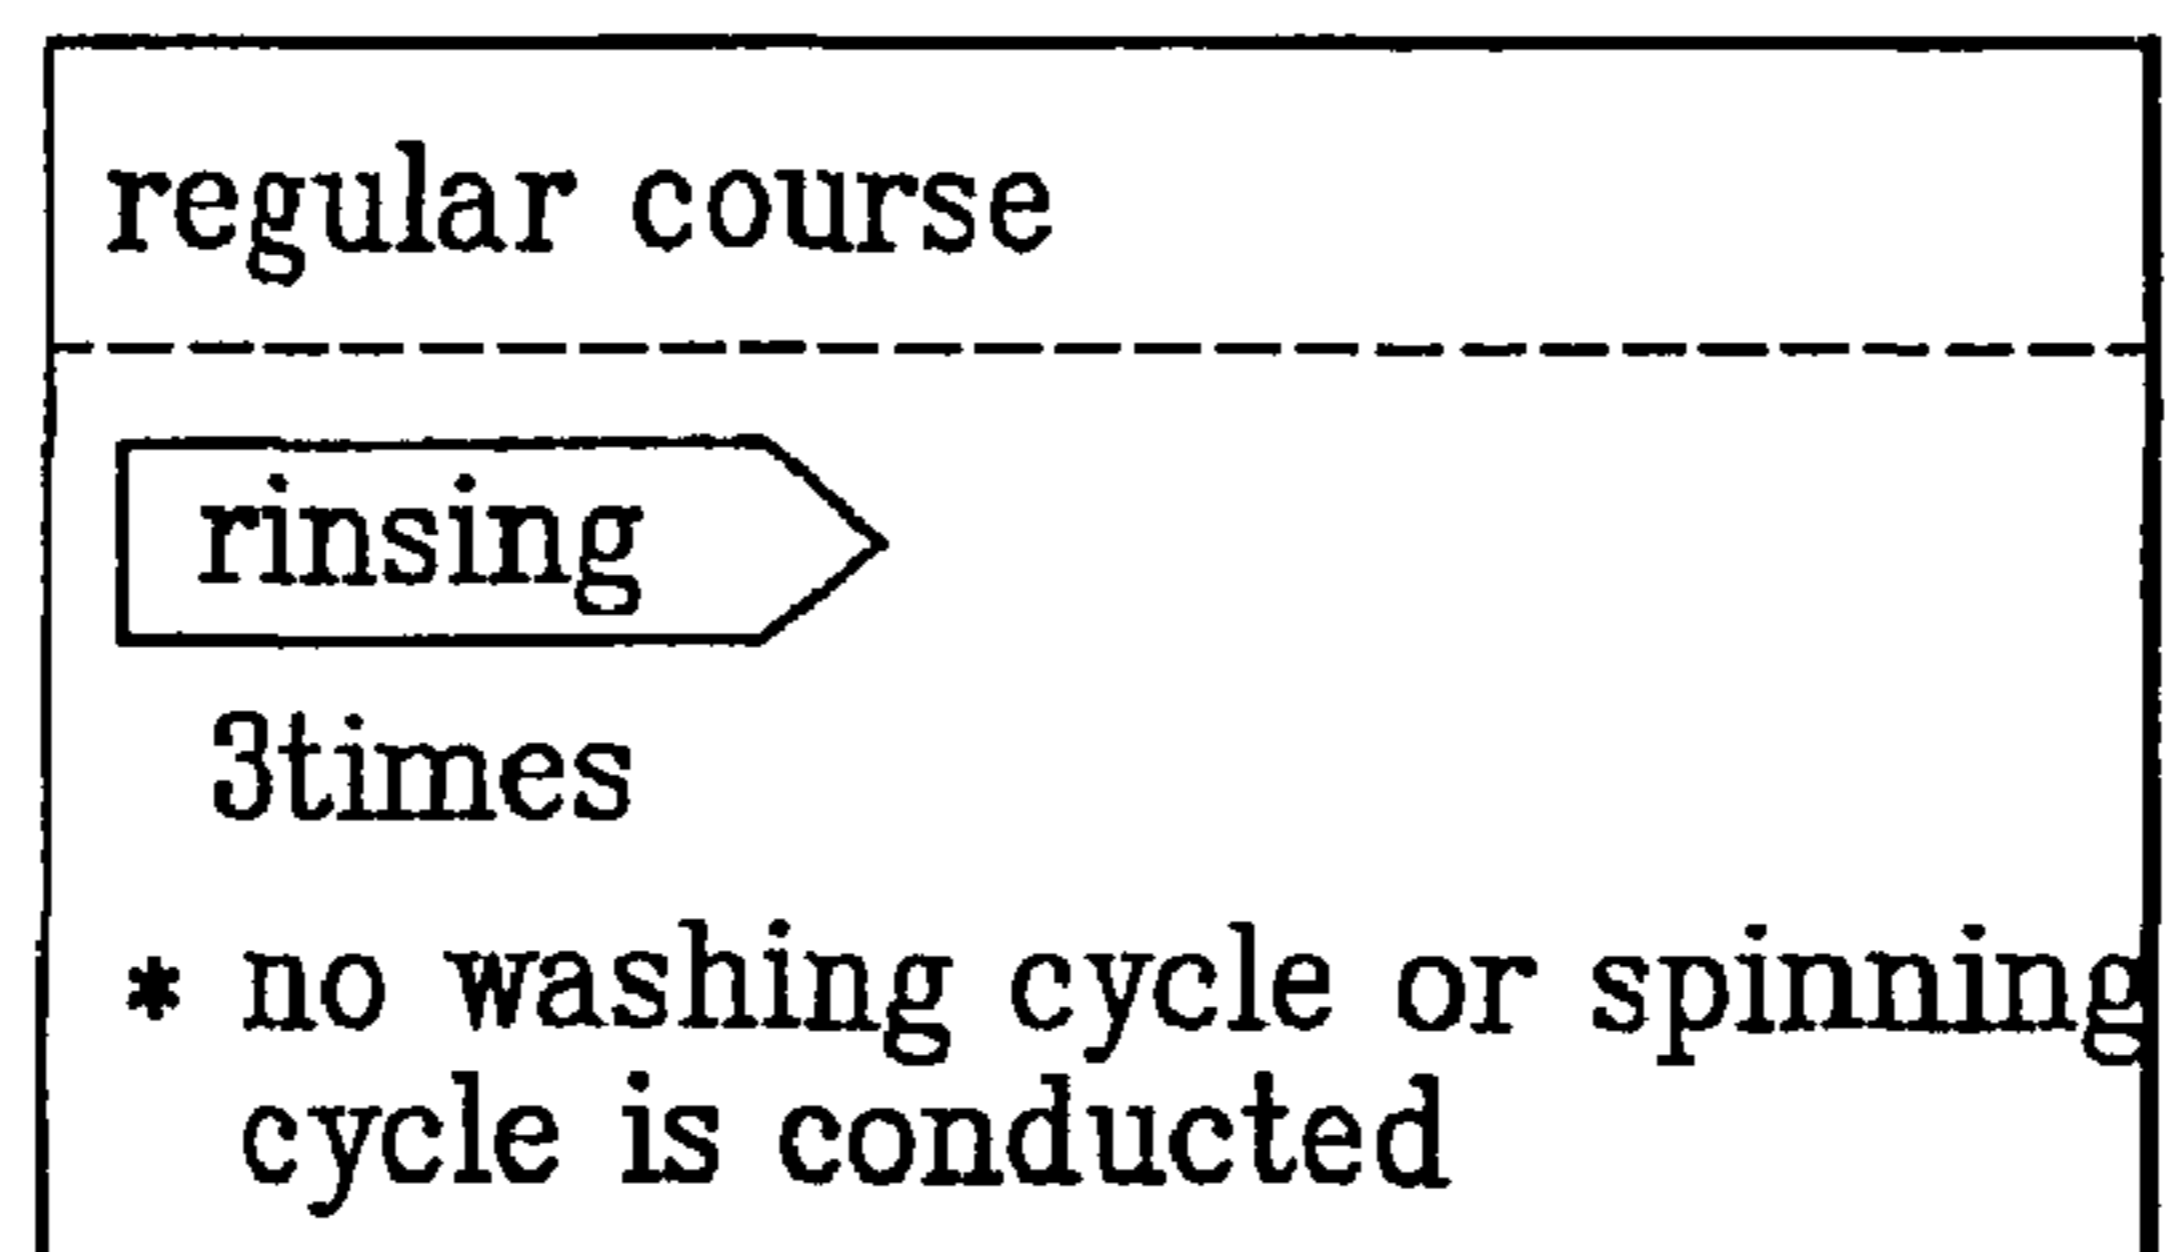 regular course
rinsing
3times
* no washing cycle or spinning
cycle is conducted